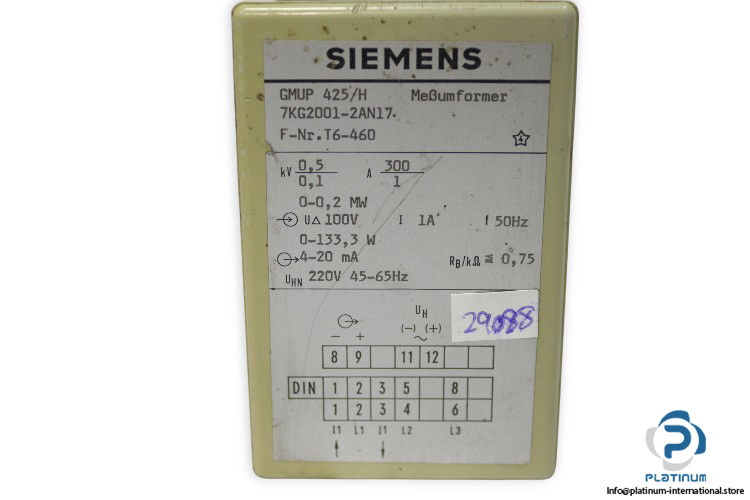 SIEMENS
GMUP 425/H Meßumformer
7KG2001-2AN17.
F-Nr.T6-460
kV 0,5 A 300
0,1 1
0-0,2 MW
U△ 100V I 1A f 50Hz
0-133,3 W
4-20 mA RB/kΩ ≦ 0,75
UHN 220V 45-65Hz
29088
UH
(−) (+)
− + ~
8 9 11 12
DIN 1 2 3 5 8
1 2 3 4 6
I1 L1 I1 L2 L3
PLATINUM
INTERNATIONAL
Info@platinum-international.store